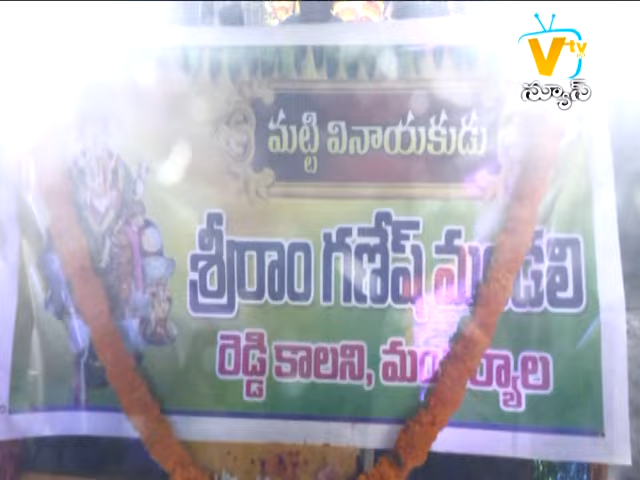 V tv
న్యూస్
మట్టి వినాయకుడు
శ్రీరాం గణేష్ మండలి
రెడ్డి కాలని, మంచిర్యాల